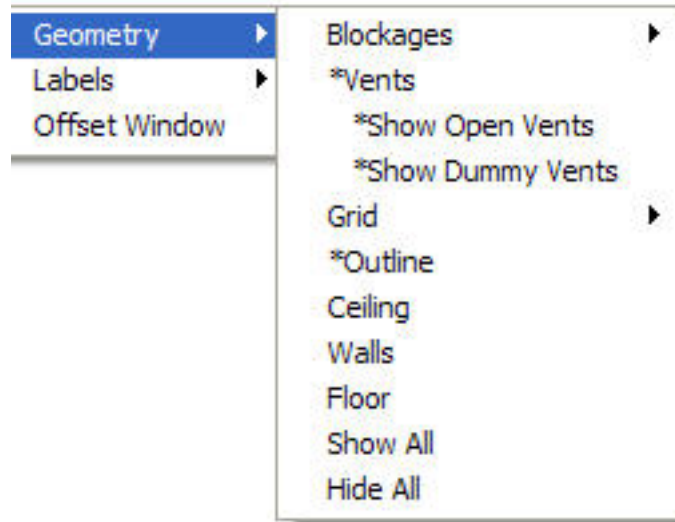 Geometry
Labels
Offset Window
Blockages
*Vents
*Show Open Vents
*Show Dummy Vents
Grid
*Outline
Ceiling
Walls
Floor
Show All
Hide All